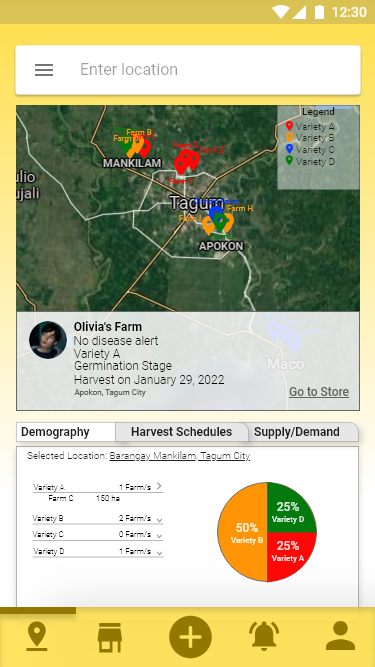 12:30
Enter location
Legend
Variety A
Variety B
Variety C
Variety D
Farm B
MANKILAM
ulio
ujali
Tagum
Farm H
APOKON
Maco
Olivia's Farm
No disease alert
Variety A
Germination Stage
Harvest on January 29, 2022
Apokon, Tagum City
Go to Store
Demography
Harvest Schedules
Supply/Demand
Selected Location: Barangay Mankilam, Tagum City
Variety A 1 Farm/s
Farm C 150 ha
Variety B 2 Farm/s
Variety C 0 Farm/s
Variety D 1 Farm/s
50%
Variety B
25%
Variety D
25%
Variety A